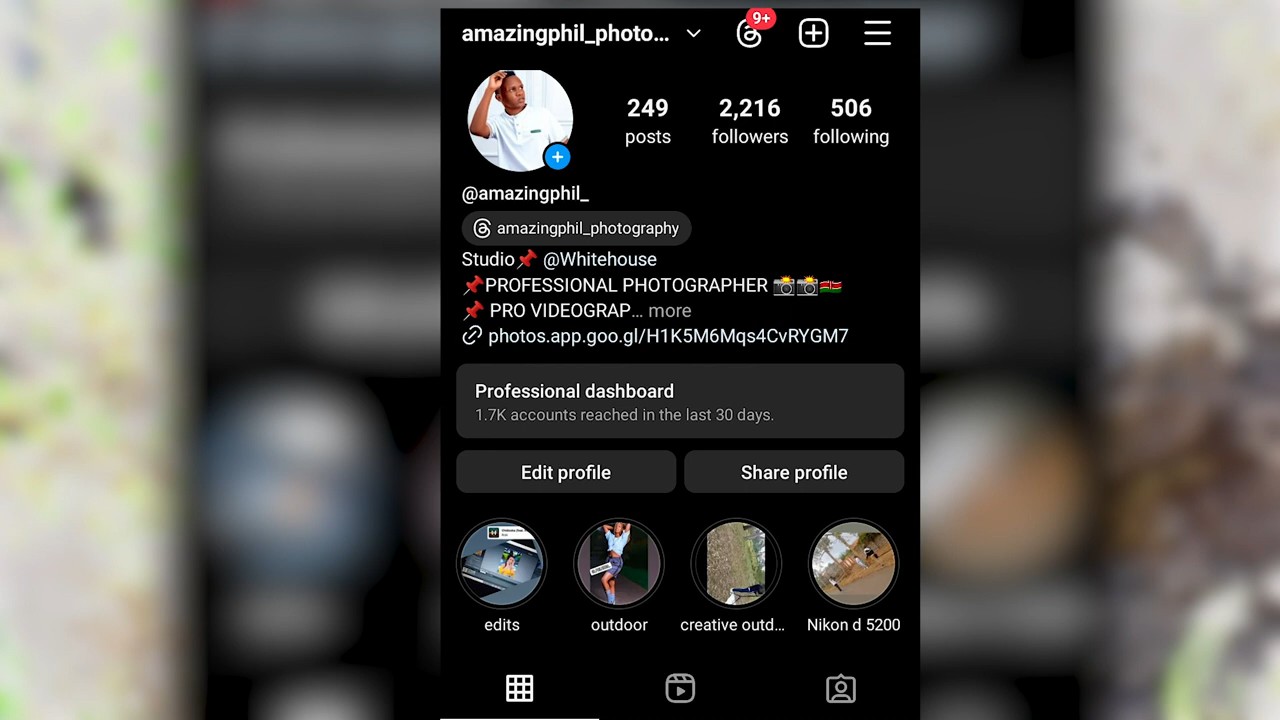 amazingphil_photo...
9+
249
2,216
506
posts
followers
following
@amazingphil_
amazingphil_photography
Studio📌 @Whitehouse
📌PROFESSIONAL PHOTOGRAPHER 📸📸🇰🇪
📌 PRO VIDEOGRAP... more
photos.app.goo.gl/H1K5M6Mqs4CvRYGM7
Professional dashboard
1.7K accounts reached in the last 30 days.
Edit profile
Share profile
edits
outdoor
creative outd...
Nikon d 5200